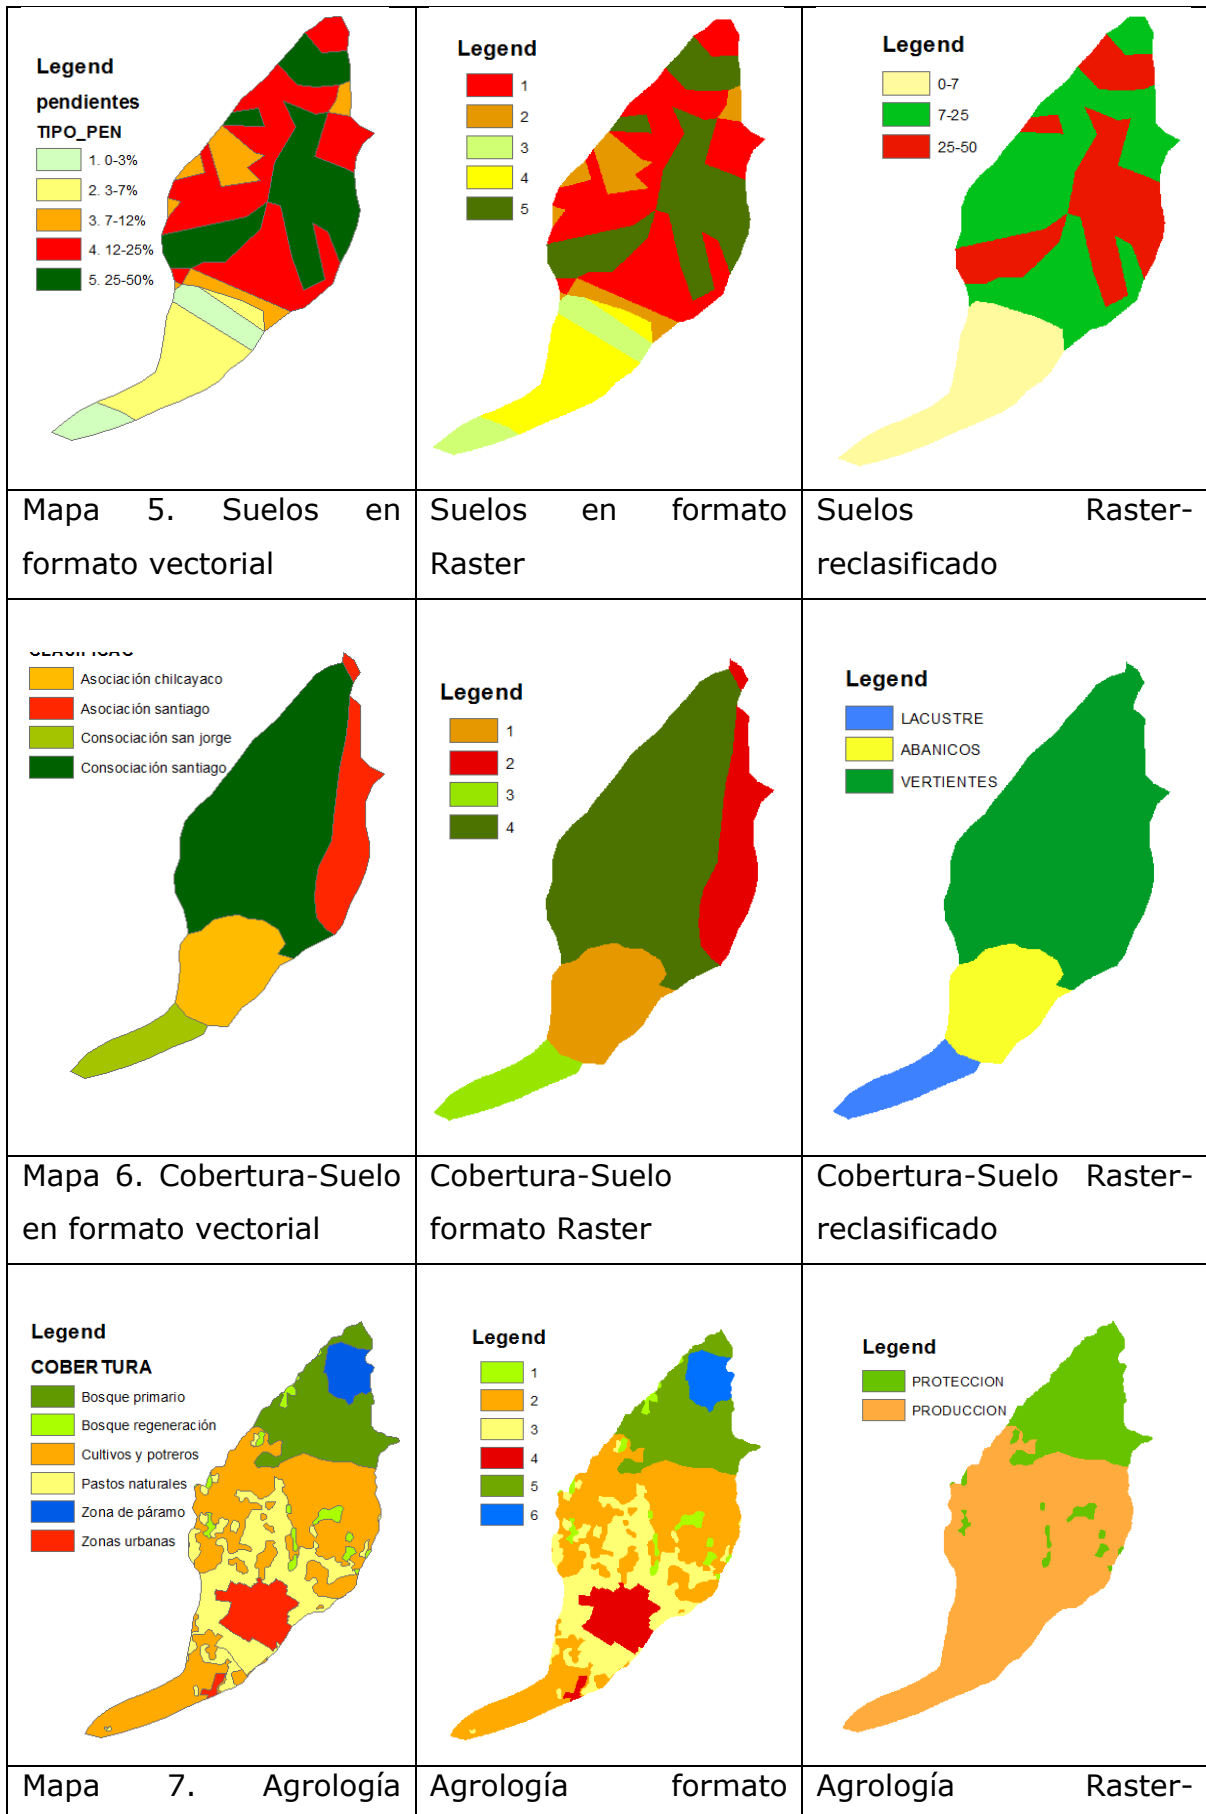 Legend
pendientes
TIPO_PEN
1. 0-3%
2. 3-7%
3. 7-12%
4. 12-25%
5. 25-50%
Legend
1
2
3
4
5
Legend
0-7
7-25
25-50
Mapa 5. Suelos en
formato vectorial
Suelos en formato
Raster
Suelos Raster-
reclasificado
Asociación chilcayaco
Asociación santiago
Consociación san jorge
Consociación santiago
Legend
1
2
3
4
Legend
LACUSTRE
ABANICOS
VERTIENTES
Mapa 6. Cobertura-Suelo
en formato vectorial
Cobertura-Suelo
formato Raster
Cobertura-Suelo Raster-
reclasificado
Legend
COBERTURA
Bosque primario
Bosque regeneración
Cultivos y potreros
Pastos naturales
Zona de páramo
Zonas urbanas
Legend
1
2
3
4
5
6
Legend
PROTECCION
PRODUCCION
Mapa 7. Agrología
Agrología formato
Agrología Raster-